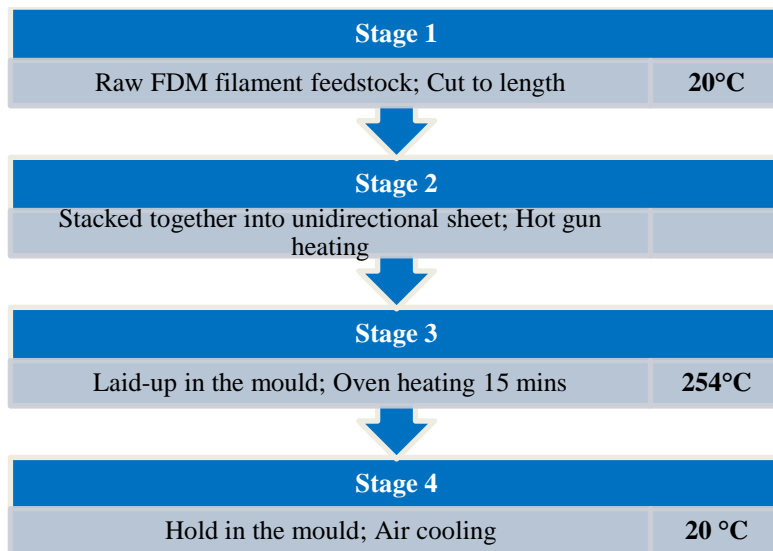 Stage 1
Raw FDM filament feedstock; Cut to length 20°C
Stage 2
Stacked together into unidirectional sheet; Hot gun
heating
Stage 3
Laid-up in the mould; Oven heating 15 mins 254°C
Stage 4
Hold in the mould; Air cooling 20 °C